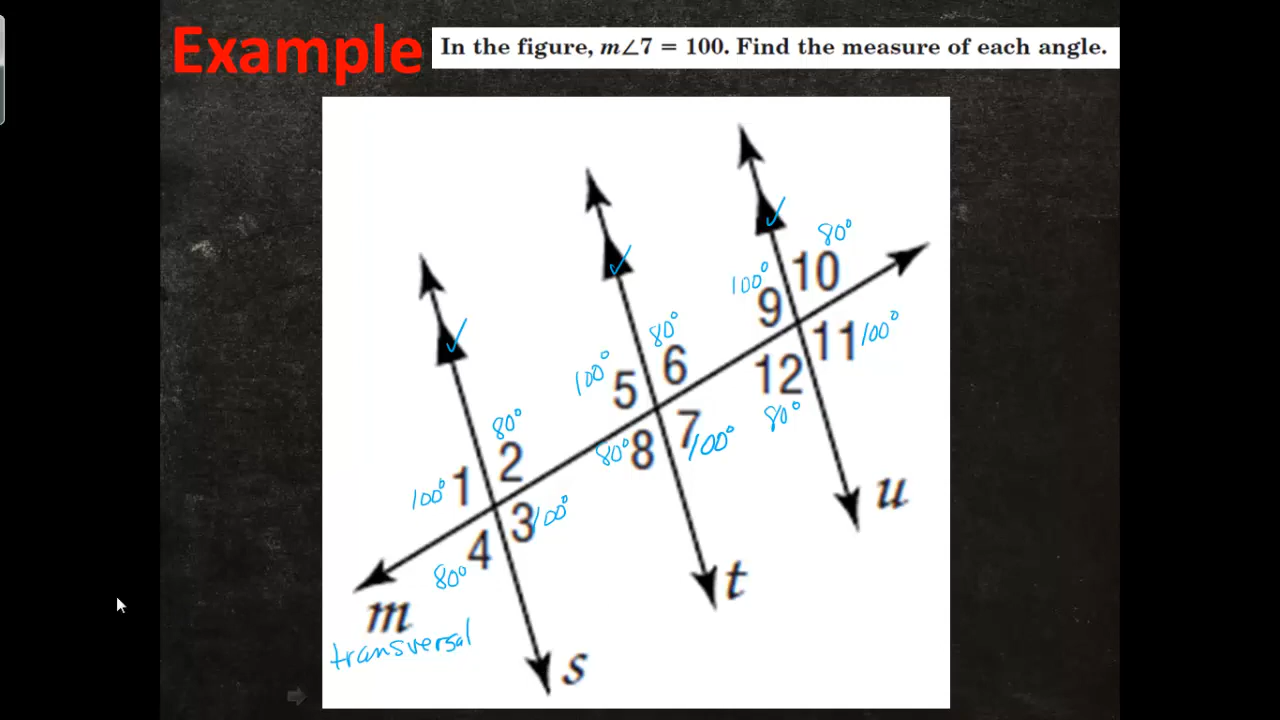 Example
In the figure, m∠7 = 100. Find the measure of each angle.
80°
10
100°
9
11 100°
12
80°
u
80°
6
100°
5
7 100°
80° 8
t
80°
2
100° 1
3 100°
4
80°
m
transversal
s